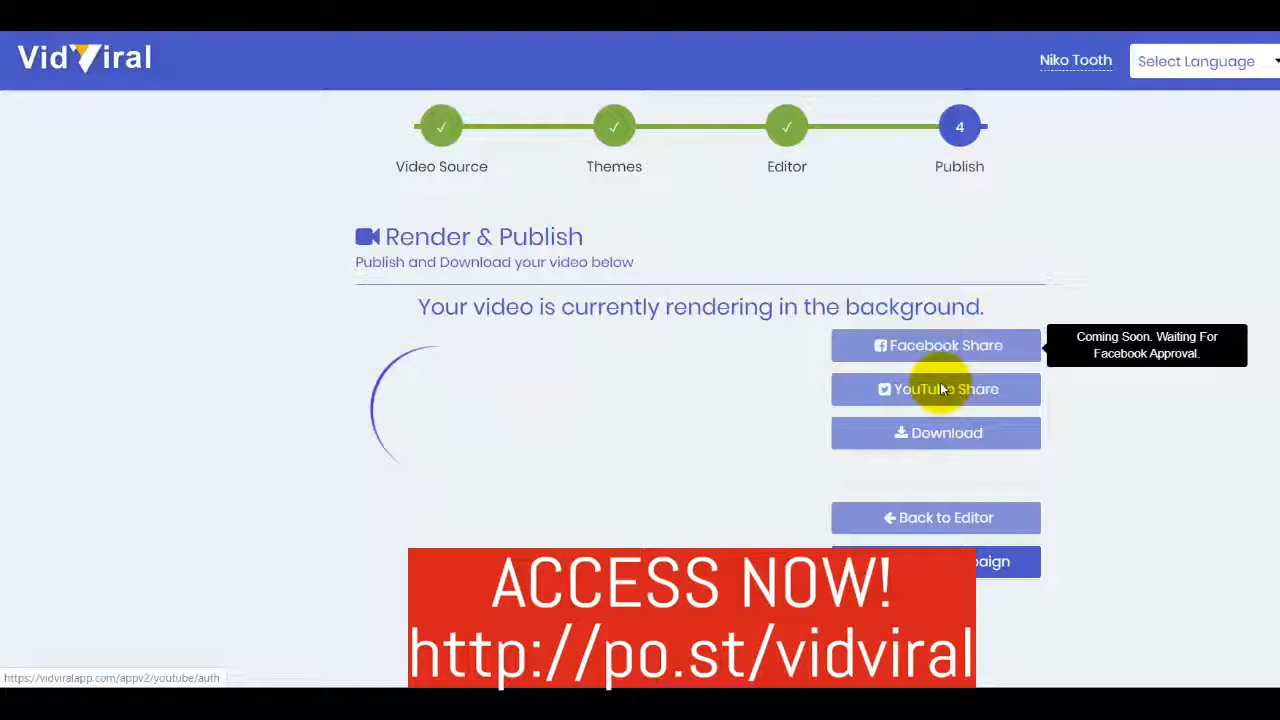 VidViral
Niko Tooth
Select Language
4
Video Source
Themes
Editor
Publish
Render & Publish
Publish and Download your video below
Your video is currently rendering in the background.
Facebook Share
Coming Soon. Waiting For
Facebook Approval.
YouTube Share
Download
Back to Editor
paign
ACCESS NOW!
http://po.st/vidviral
https://vidviralapp.com/appv2/youtube/auth